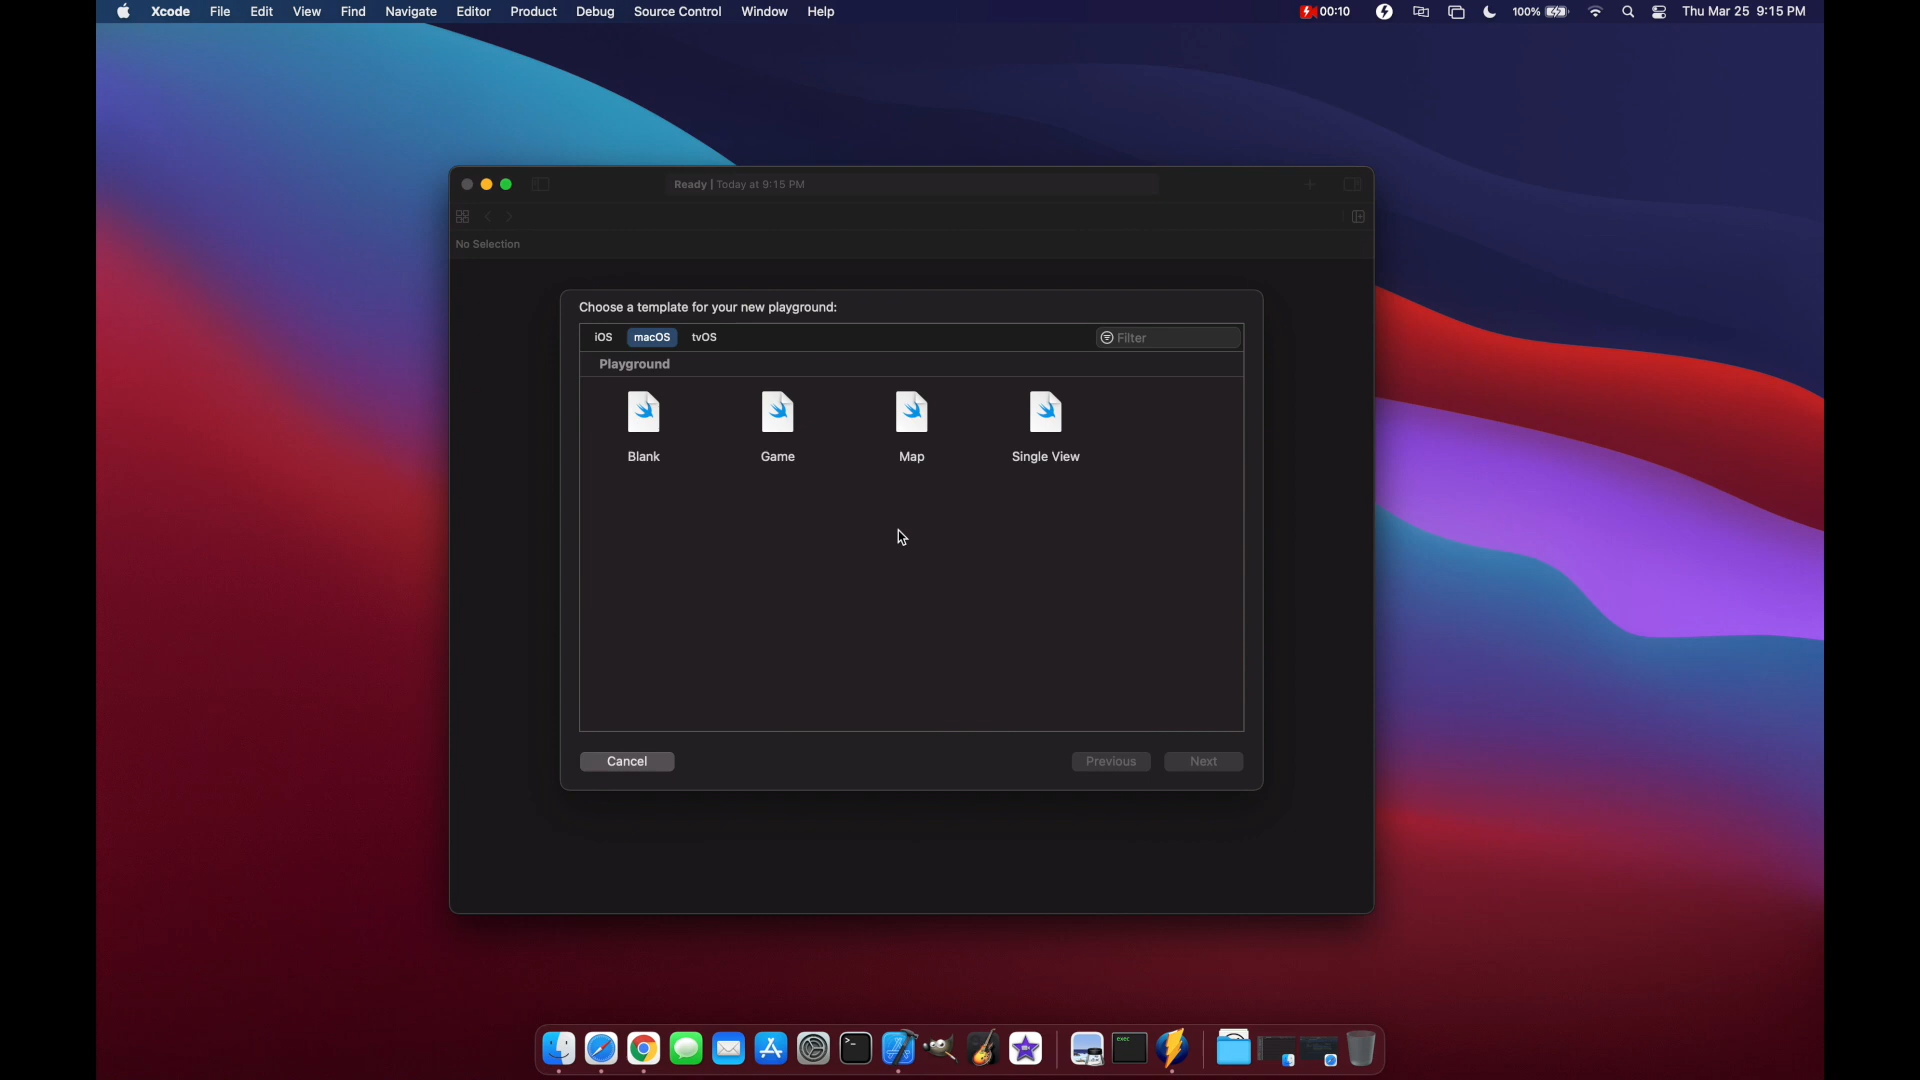 Xcode File Edit View Find Navigate Editor Product Debug Source Control Window Help 00:10 100% Thu Mar 25 9:15 PM
Ready | Today at 9:15 PM
No Selection
Choose a template for your new playground:
iOS macOS tvOS Filter
Playground
Blank Game Map Single View
Cancel Previous Next
exec